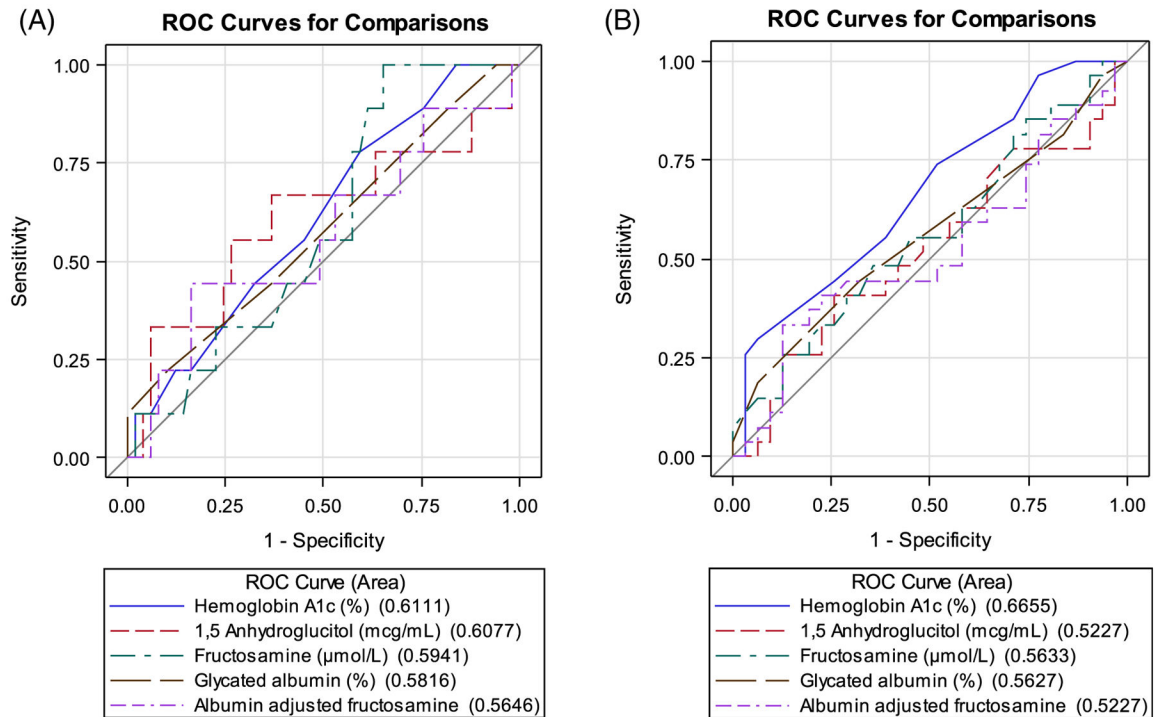 (A)
ROC Curves for Comparisons
1.00
0.75
0.50
0.25
0.00
Sensitivity
0.00 0.25 0.50 0.75 1.00
1 - Specificity
ROC Curve (Area)
Hemoglobin A1c (%) (0.6111)
1,5 Anhydroglucitol (mcg/mL) (0.6077)
Fructosamine (µmol/L) (0.5941)
Glycated albumin (%) (0.5816)
Albumin adjusted fructosamine (0.5646)
(B)
ROC Curves for Comparisons
1.00
0.75
0.50
0.25
0.00
Sensitivity
0.00 0.25 0.50 0.75 1.00
1 - Specificity
ROC Curve (Area)
Hemoglobin A1c (%) (0.6655)
1,5 Anhydroglucitol (mcg/mL) (0.5227)
Fructosamine (µmol/L) (0.5633)
Glycated albumin (%) (0.5627)
Albumin adjusted fructosamine (0.5227)